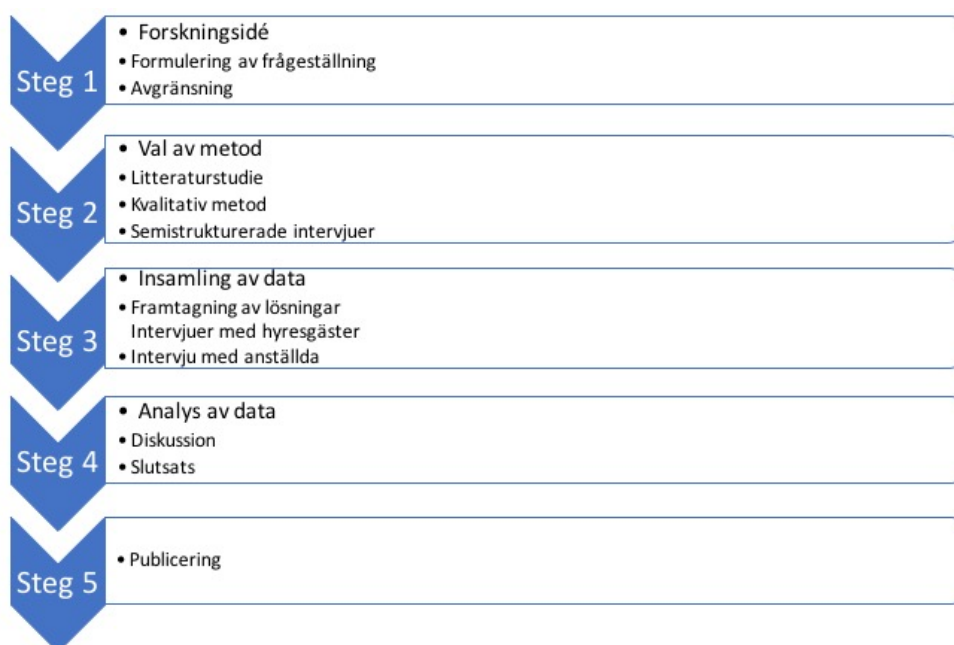 Steg 1
• Forskningsidé
• Formulering av frågeställning
• Avgränsning
Steg 2
• Val av metod
• Litteraturstudie
• Kvalitativ metod
• Semistrukturerade intervjuer
Steg 3
• Insamling av data
• Framtagning av lösningar
Intervjuer med hyresgäster
• Intervju med anställda
Steg 4
• Analys av data
• Diskussion
• Slutsats
Steg 5
• Publicering